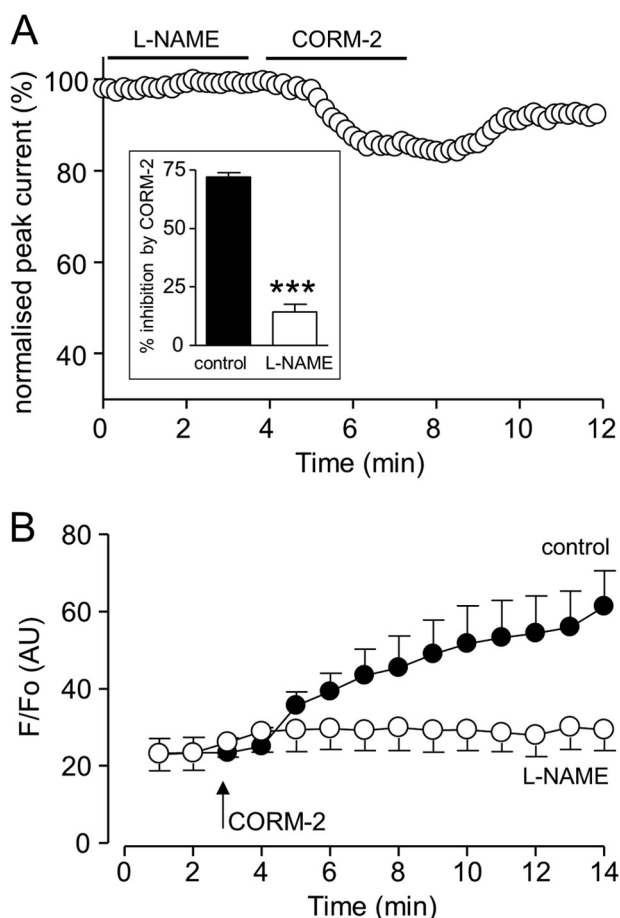 A
L-NAME CORM-2
normalised peak current (%)
100
80
60
40
% inhibition by CORM-2
75
50
25
0
***
control L-NAME
0 2 4 6 8 10 12
Time (min)
B
F/Fo (AU)
80
60
40
20
0
control
L-NAME
CORM-2
0 2 4 6 8 10 12 14
Time (min)